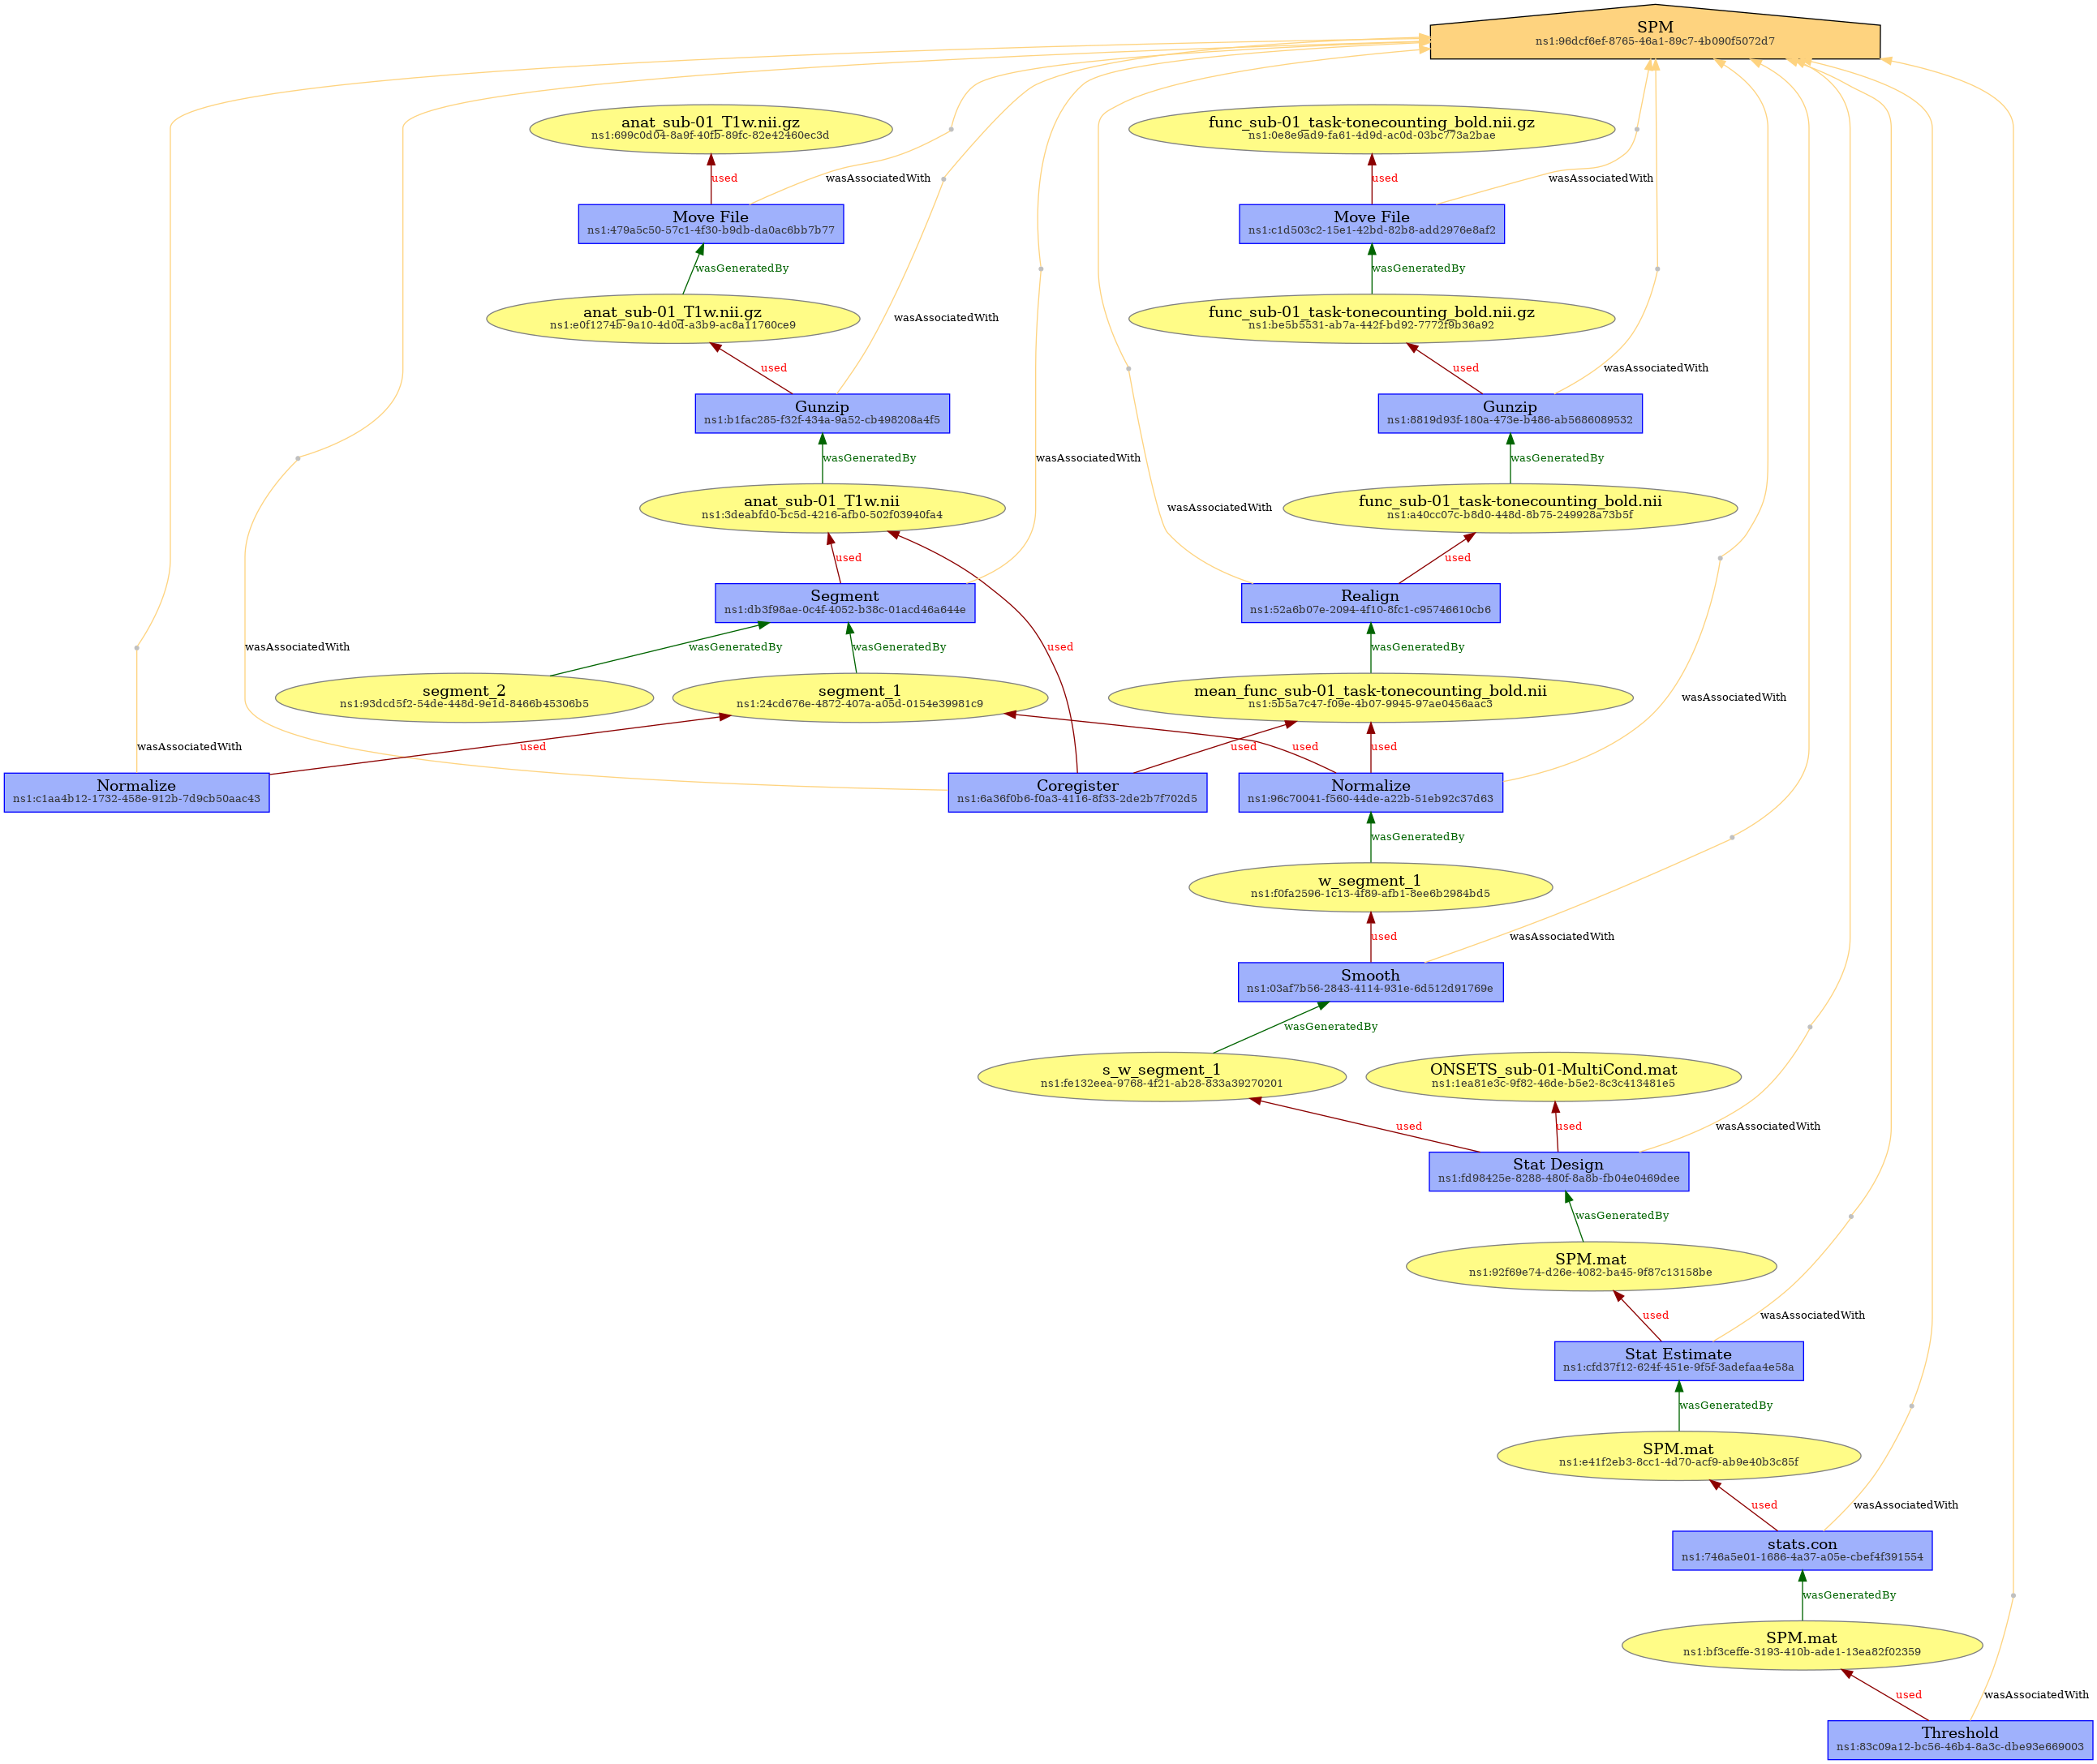 SPM
ns1:96dcf6ef-8765-46a1-89c7-4b090f5072d7
anat_sub-01_T1w.nii.gz
ns1:699c0d04-8a9f-40fb-89fc-82e42460ec3d
func_sub-01_task-tonecounting_bold.nii.gz
ns1:0e8e9ad9-fa61-4d9d-ac0d-03bc773a2bae
used
wasAssociatedWith
used
wasAssociatedWith
Move File
ns1:479a5c50-57c1-4f30-b9db-da0ac6bb7b77
Move File
ns1:c1d503c2-15e1-42bd-82b8-add2976e8af2
wasGeneratedBy
wasGeneratedBy
anat_sub-01_T1w.nii.gz
ns1:e0f1274b-9a10-4d0d-a3b9-ac8a11760ce9
wasAssociatedWith
func_sub-01_task-tonecounting_bold.nii.gz
ns1:be5b5531-ab7a-442f-bd92-7772f9b36a92
used
used
wasAssociatedWith
Gunzip
ns1:b1fac285-f32f-434a-9a52-cb498208a4f5
Gunzip
ns1:8819d93f-180a-473e-b486-ab5686089532
wasGeneratedBy
wasAssociatedWith
wasGeneratedBy
anat_sub-01_T1w.nii
ns1:3deabfd0-bc5d-4216-afb0-502f03940fa4
wasAssociatedWith
func_sub-01_task-tonecounting_bold.nii
ns1:a40cc07c-b8d0-448d-8b75-249928a73b5f
used
used
Segment
ns1:db3f98ae-0c4f-4052-b38c-01acd46a644e
Realign
ns1:52a6b07e-2094-4f10-8fc1-c95746610cb6
wasAssociatedWith
wasGeneratedBy
wasGeneratedBy
used
wasGeneratedBy
segment_2
ns1:93dcd5f2-54de-448d-9e1d-8466b45306b5
segment_1
ns1:24cd676e-4872-407a-a05d-0154e39981c9
mean_func_sub-01_task-tonecounting_bold.nii
ns1:5b5a7c47-f09e-4b07-9945-97ae0456aac3
wasAssociatedWith
wasAssociatedWith
used
used
used
used
Normalize
ns1:c1aa4b12-1732-458e-912b-7d9cb50aac43
Coregister
ns1:6a36f0b6-f0a3-4116-8f33-2de2b7f702d5
Normalize
ns1:96c70041-f560-44de-a22b-51eb92c37d63
wasGeneratedBy
w_segment_1
ns1:f0fa2596-1c13-4f89-afb1-8ee6b2984bd5
used
wasAssociatedWith
Smooth
ns1:03af7b56-2843-4114-931e-6d512d91769e
wasGeneratedBy
s_w_segment_1
ns1:fe132eea-9768-4f21-ab28-833a39270201
ONSETS_sub-01-MultiCond.mat
ns1:1ea81e3c-9f82-46de-b5e2-8c3c413481e5
used
used
wasAssociatedWith
Stat Design
ns1:fd98425e-8288-480f-8a8b-fb04e0469dee
wasGeneratedBy
SPM.mat
ns1:92f69e74-d26e-4082-ba45-9f87c13158be
used
wasAssociatedWith
Stat Estimate
ns1:cfd37f12-624f-451e-9f5f-3adefaa4e58a
wasGeneratedBy
SPM.mat
ns1:e41f2eb3-8cc1-4d70-acf9-ab9e40b3c85f
used
wasAssociatedWith
stats.con
ns1:746a5e01-1686-4a37-a05e-cbef4f391554
wasGeneratedBy
SPM.mat
ns1:bf3ceffe-3193-410b-ade1-13ea82f02359
used
wasAssociatedWith
Threshold
ns1:83c09a12-bc56-46b4-8a3c-dbe93e669003